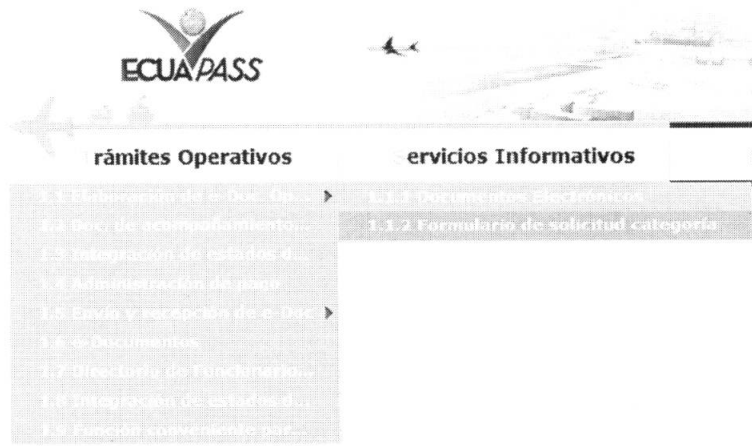 ECUAPASS
rámites Operativos
ervicios Informativos
1.1 Elaboración de e-Doc. Op...
1.1.1 Documentos Electrónicos
1.2 Doc. de acompañamiento...
1.1.2 Formulario de solicitud categoría
1.3 Integración de estados d...
1.4 Administración de pago
1.5 Envío y recepción de e-Doc
1.6 e-Documentos
1.7 Directorio de Funcionario...
1.8 Integración de estados d...
1.9 Función conveniente par...